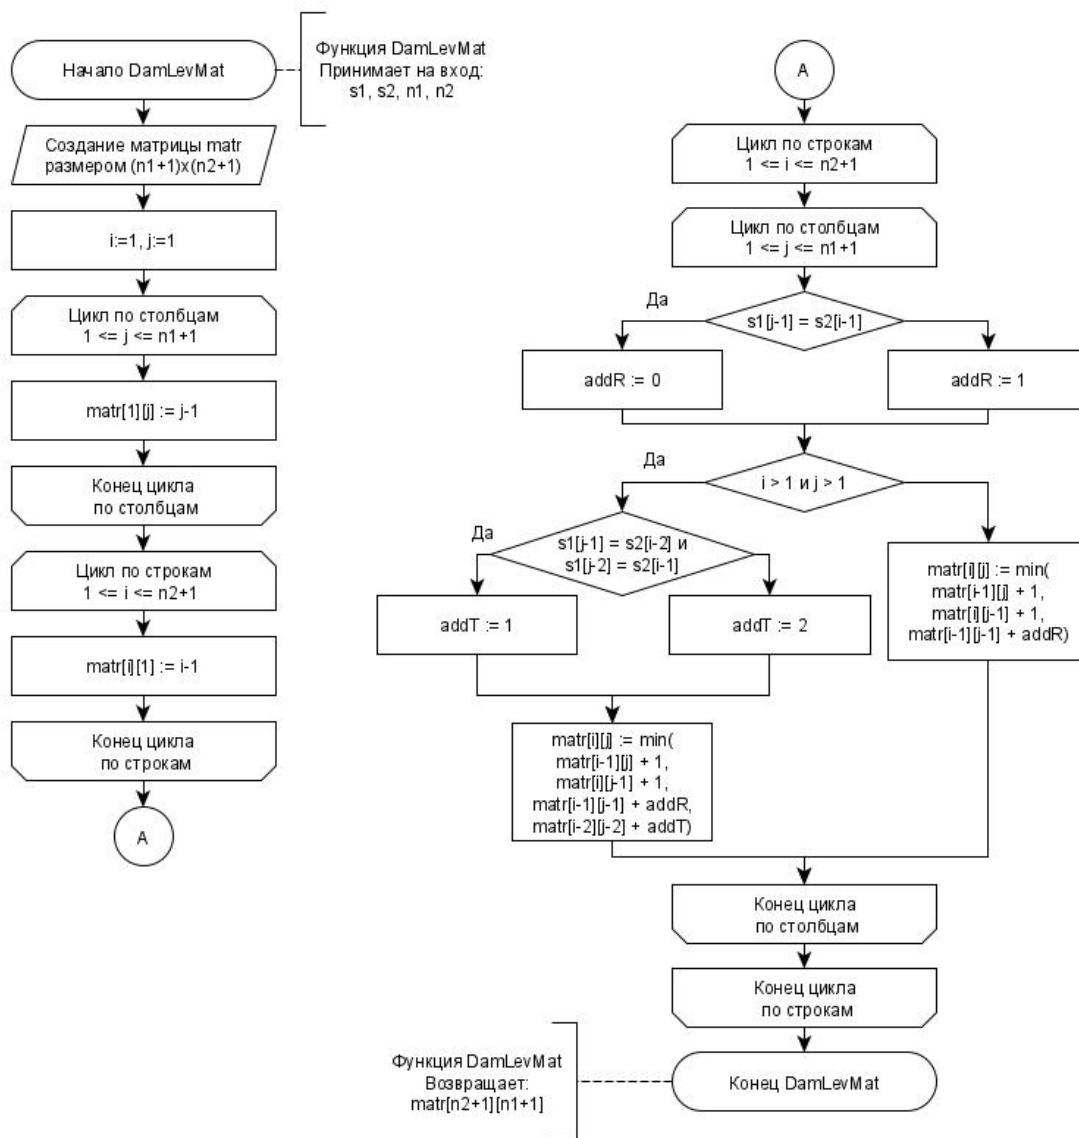 Начало DamLevMat
Функция DamLevMat
Принимает на вход:
s1, s2, n1, n2
Создание матрицы matr
размером (n1+1)x(n2+1)
i:=1, j:=1
Цикл по столбцам
1 <= j <= n1+1
matr[1][j] := j-1
Конец цикла
по столбцам
Цикл по строкам
1 <= i <= n2+1
matr[i][1] := i-1
Конец цикла
по строкам
A
A
Цикл по строкам
1 <= i <= n2+1
Цикл по столбцам
1 <= j <= n1+1
Да
s1[j-1] = s2[i-1]
addR := 0
addR := 1
Да
i > 1 и j > 1
Да
s1[j-1] = s2[i-2] и
s1[j-2] = s2[i-1]
addT := 1
addT := 2
matr[i][j] := min(
matr[i-1][j] + 1,
matr[i][j-1] + 1,
matr[i-1][j-1] + addR)
matr[i][j] := min(
matr[i-1][j] + 1,
matr[i][j-1] + 1,
matr[i-1][j-1] + addR,
matr[i-2][j-2] + addT)
Конец цикла
по столбцам
Конец цикла
по строкам
Функция DamLevMat
Возвращает:
matr[n2+1][n1+1]
Конец DamLevMat